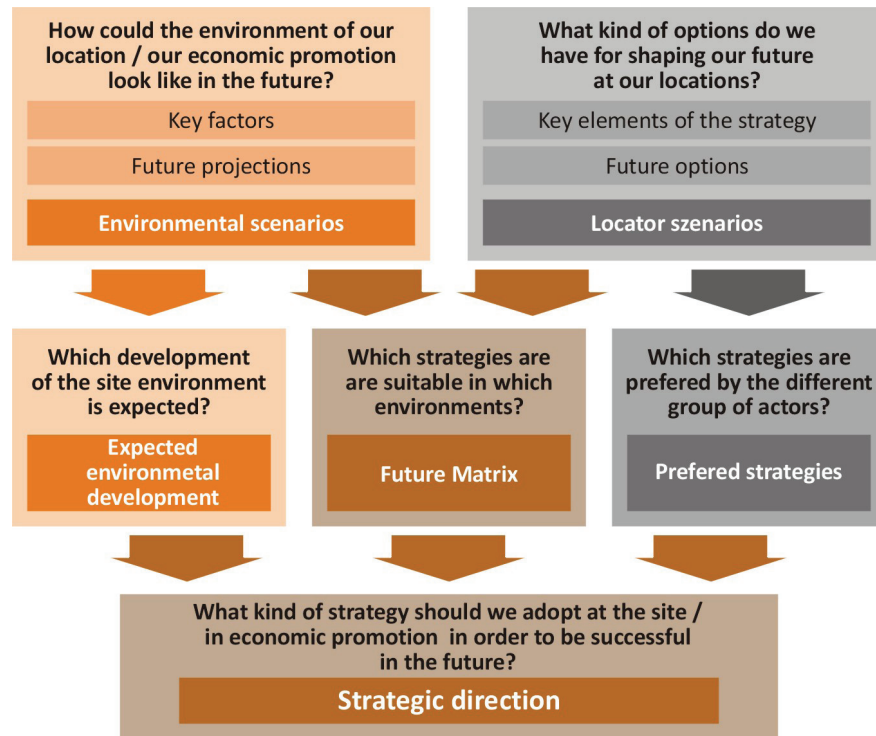 How could the environment of our
location / our economic promotion
look like in the future?
Key factors
Future projections
Environmental scenarios
What kind of options do we
have for shaping our future
at our locations?
Key elements of the strategy
Future options
Locator szenarios
Which development
of the site environment
is expected?
Expected
environmetal
development
Which strategies are
are suitable in which
environments?
Future Matrix
Which strategies are
prefered by the different
group of actors?
Prefered strategies
What kind of strategy should we adopt at the site /
in economic promotion in order to be successful
in the future?
Strategic direction